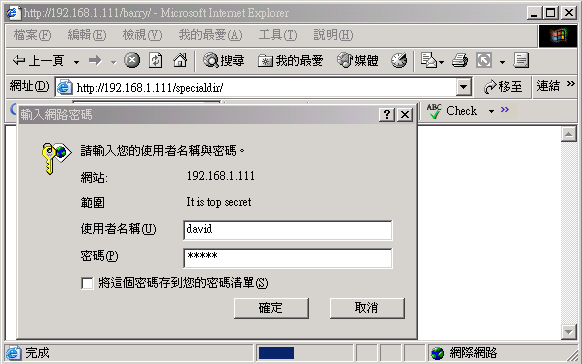 http://192.168.1.111/barry/ - Microsoft Internet Explorer
檔案(F) 編輯(E) 檢視(V) 我的最愛(A) 工具(T) 說明(H)
上一頁 搜尋 我的最愛 媒體
網址(D) http://192.168.1.111/specialdir/ 移至 連結 »
ABC Check »
輸入網路密碼
請輸入您的使用者名稱與密碼。
網站: 192.168.1.111
範圍 It is top secret
使用者名稱(U) david
密碼(P) *****
將這個密碼存到您的密碼清單(S)
確定 取消
完成 網際網路